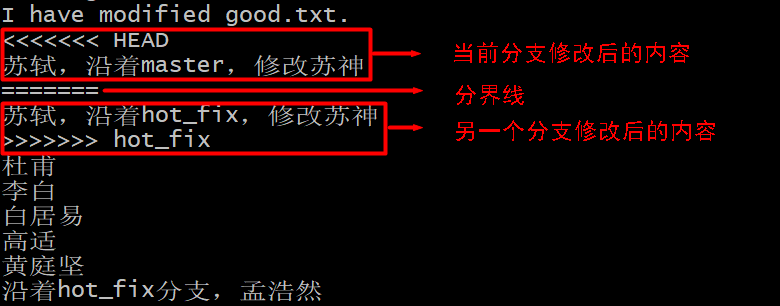 I have modified good.txt.
<<<<<<< HEAD
苏轼，沿着master，修改苏神
当前分支修改后的内容
=======
分界线
苏轼，沿着hot_fix，修改苏神
>>>>>>> hot_fix
另一个分支修改后的内容
杜甫
李白
白居易
高适
黄庭坚
沿着hot_fix分支，孟浩然